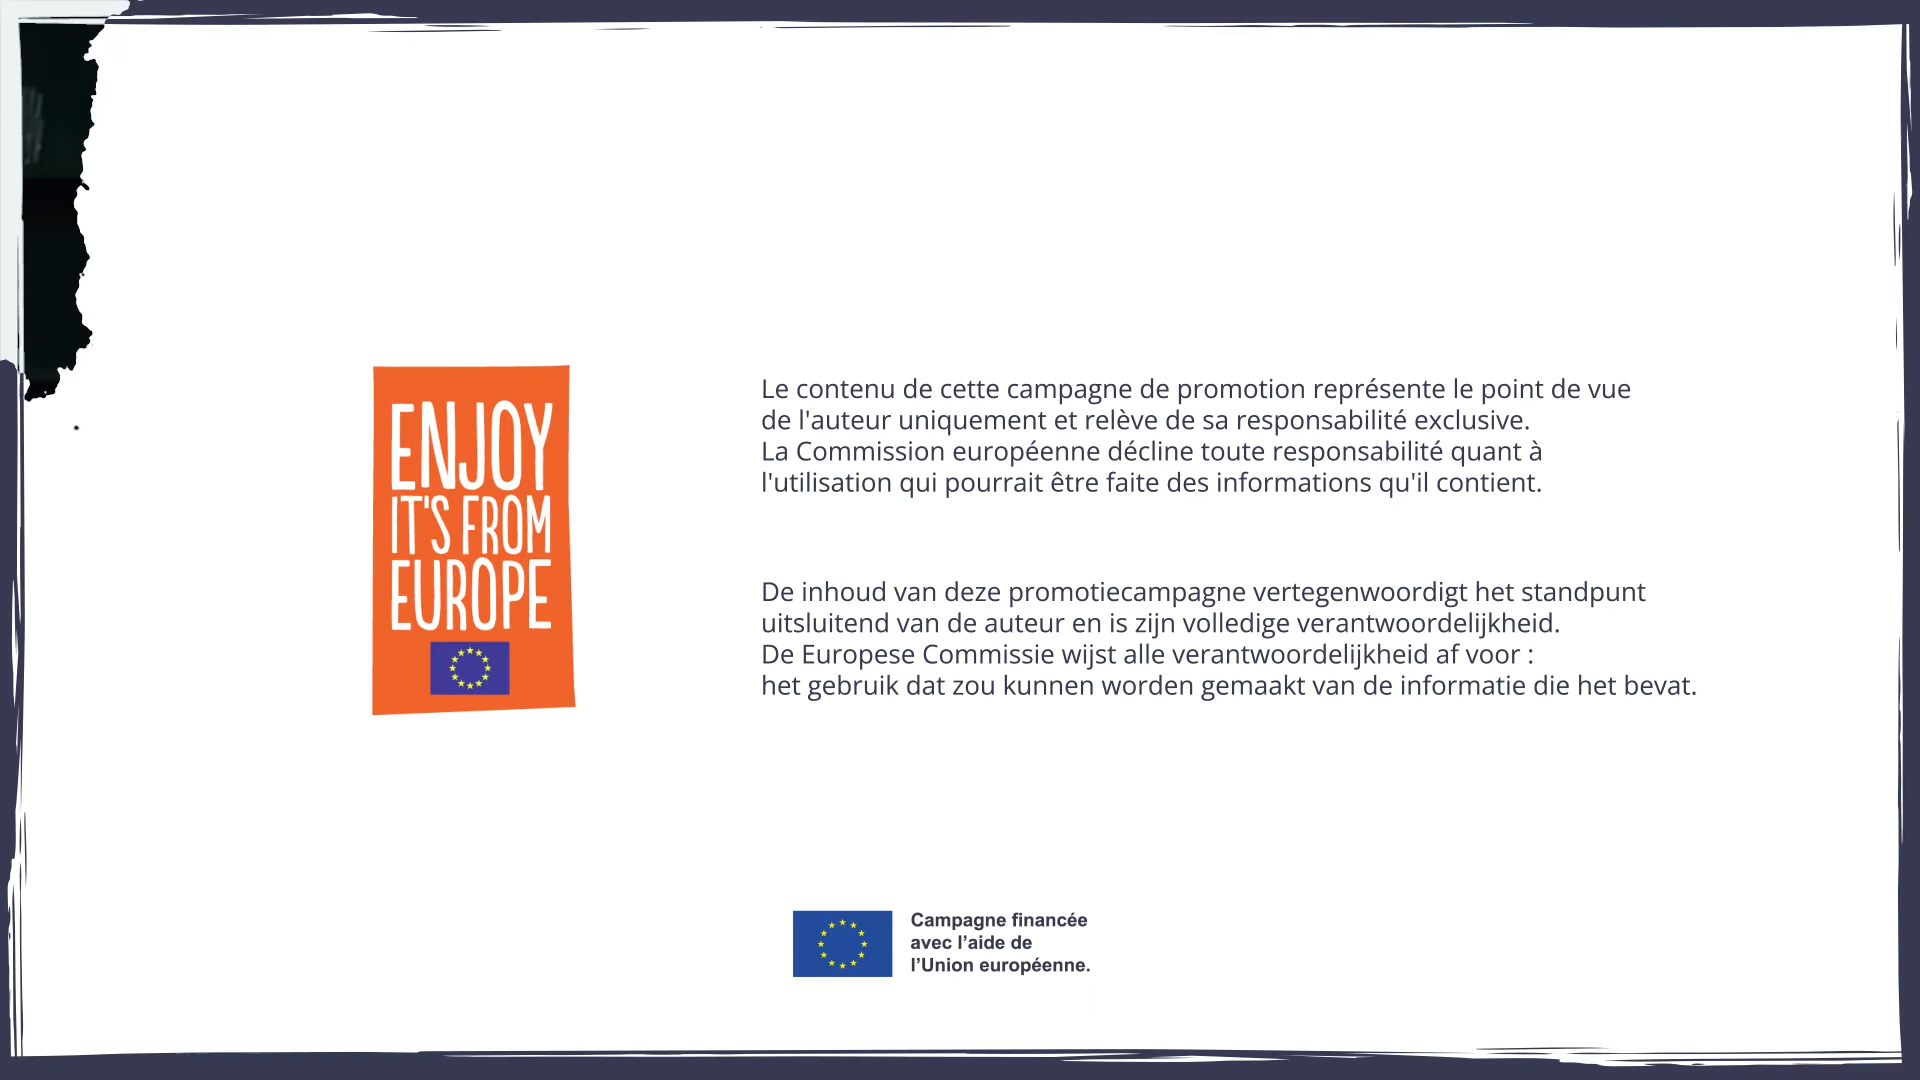 ENJOY
IT'S FROM
EUROPE
Le contenu de cette campagne de promotion représente le point de vue
de l'auteur uniquement et relève de sa responsabilité exclusive.
La Commission européenne décline toute responsabilité quant à
l'utilisation qui pourrait être faite des informations qu'il contient.
De inhoud van deze promotiecampagne vertegenwoordigt het standpunt
uitsluitend van de auteur en is zijn volledige verantwoordelijkheid.
De Europese Commissie wijst alle verantwoordelijkheid af voor :
het gebruik dat zou kunnen worden gemaakt van de informatie die het bevat.
Campagne financée
avec l’aide de
l’Union européenne.